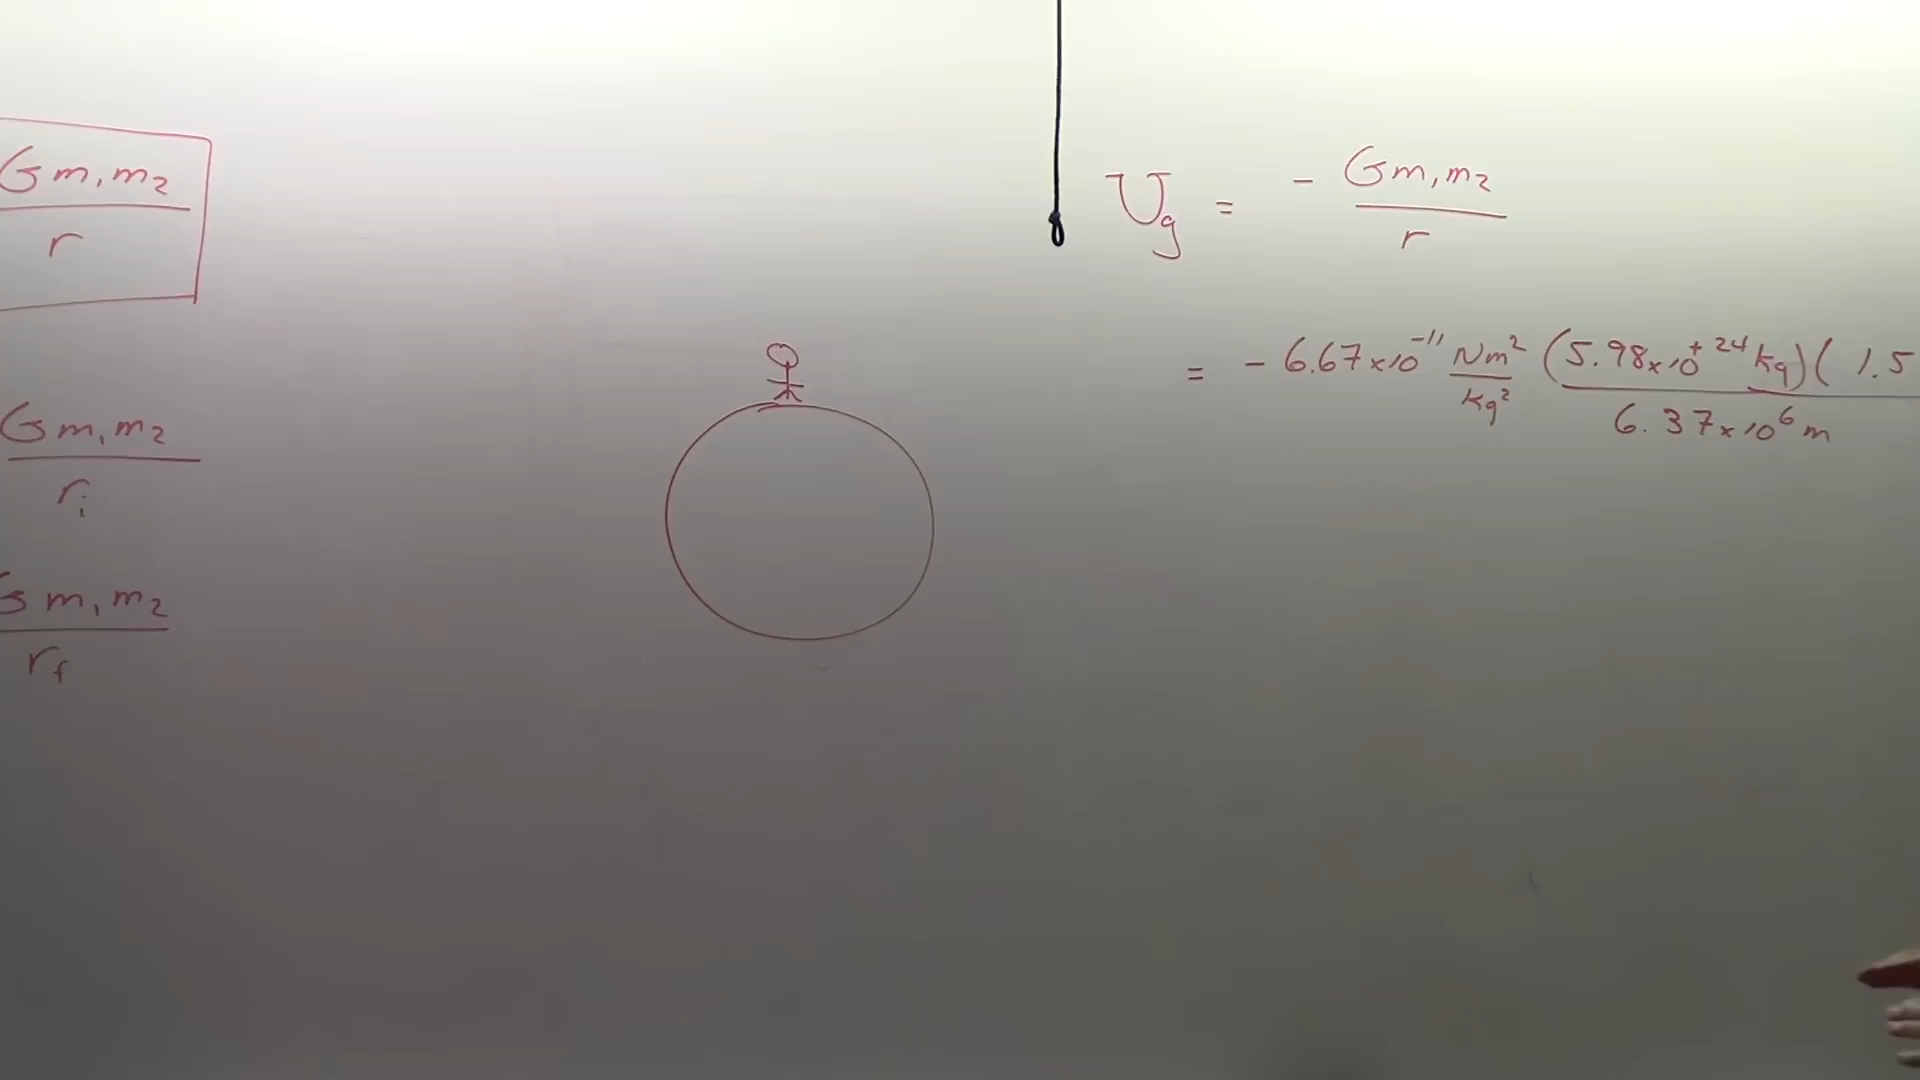 Gm₁m₂
r
Gm₁m₂
rᵢ
Gm₁m₂
r_f
U_g = - Gm₁m₂
r
= - 6.67x10⁻¹¹ Nm² (5.98x10⁺²⁴ kg)( 1.5
kg² 6.37x10⁶ m